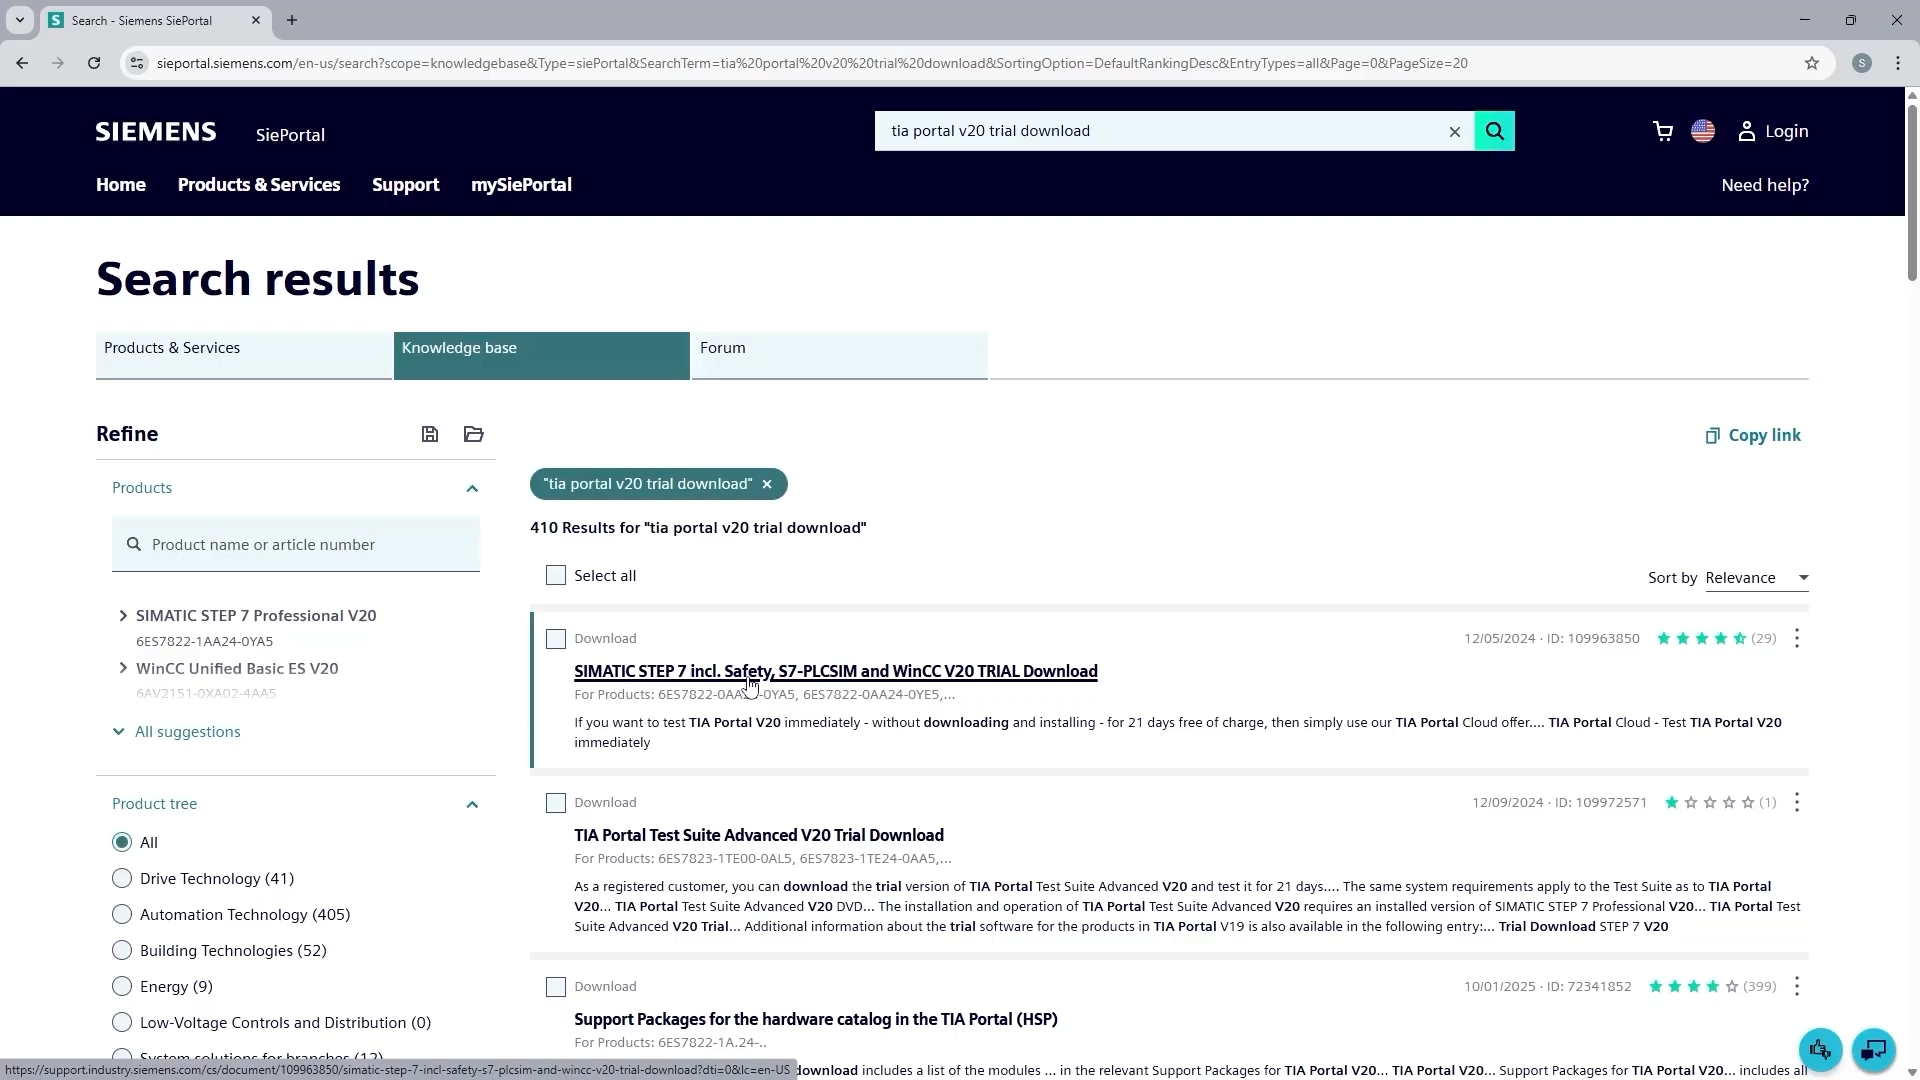 Search - Siemens SiePortal
sieportal.siemens.com/en-us/search?scope=knowledgebase&Type=siePortal&SearchTerm=tia%20portal%20v20%20trial%20download&SortingOption=DefaultRankingDesc&EntryTypes=all&Page=0&PageSize=20
S
SIEMENS
SiePortal
tia portal v20 trial download
Login
Home
Products & Services
Support
mySiePortal
Need help?
Search results
Products & Services
Knowledge base
Forum
Refine
Copy link
Products
"tia portal v20 trial download"
410 Results for "tia portal v20 trial download"
Product name or article number
Select all
Sort by Relevance
SIMATIC STEP 7 Professional V20
6ES7822-1AA24-0YA5
WinCC Unified Basic ES V20
6AV2151-0XA02-4AA5
All suggestions
Download
12/05/2024 · ID: 109963850
(29)
SIMATIC STEP 7 incl. Safety, S7-PLCSIM and WinCC V20 TRIAL Download
For Products: 6ES7822-0AA24-0YA5, 6ES7822-0AA24-0YE5,...
If you want to test TIA Portal V20 immediately - without downloading and installing - for 21 days free of charge, then simply use our TIA Portal Cloud offer.... TIA Portal Cloud - Test TIA Portal V20
immediately
Product tree
All
Drive Technology (41)
Automation Technology (405)
Building Technologies (52)
Energy (9)
Low-Voltage Controls and Distribution (0)
System solutions for branches (12)
Download
12/09/2024 · ID: 109972571
(1)
TIA Portal Test Suite Advanced V20 Trial Download
For Products: 6ES7823-1TE00-0AL5, 6ES7823-1TE24-0AA5,...
As a registered customer, you can download the trial version of TIA Portal Test Suite Advanced V20 and test it for 21 days.... The same system requirements apply to the Test Suite as to TIA Portal
V20... TIA Portal Test Suite Advanced V20 DVD... The installation and operation of TIA Portal Test Suite Advanced V20 requires an installed version of SIMATIC STEP 7 Professional V20... TIA Portal Test
Suite Advanced V20 Trial... Additional information about the trial software for the products in TIA Portal V19 is also available in the following entry:... Trial Download STEP 7 V20
Download
10/01/2025 · ID: 72341852
(399)
Support Packages for the hardware catalog in the TIA Portal (HSP)
For Products: 6ES7822-1A.24-..
download includes a list of the modules ... in the relevant Support Packages for TIA Portal V20... TIA Portal V20... Support Packages for TIA Portal V20... includes all
https://support.industry.siemens.com/cs/document/109963850/simatic-step-7-incl-safety-s7-plcsim-and-wincc-v20-trial-download?dti=0&lc=en-US